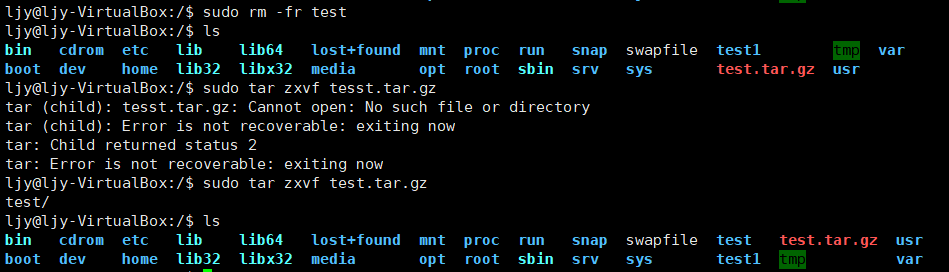 ljy@ljy-VirtualBox:/$ sudo rm -fr test
ljy@ljy-VirtualBox:/$ ls
bin cdrom etc lib lib64 lost+found mnt proc run snap swapfile test1 tmp var
boot dev home lib32 libx32 media opt root sbin srv sys test.tar.gz usr
ljy@ljy-VirtualBox:/$ sudo tar zxvf tesst.tar.gz
tar (child): tesst.tar.gz: Cannot open: No such file or directory
tar (child): Error is not recoverable: exiting now
tar: Child returned status 2
tar: Error is not recoverable: exiting now
ljy@ljy-VirtualBox:/$ sudo tar zxvf test.tar.gz
test/
ljy@ljy-VirtualBox:/$ ls
bin cdrom etc lib lib64 lost+found mnt proc run snap swapfile test test.tar.gz usr
boot dev home lib32 libx32 media opt root sbin srv sys test1 tmp var